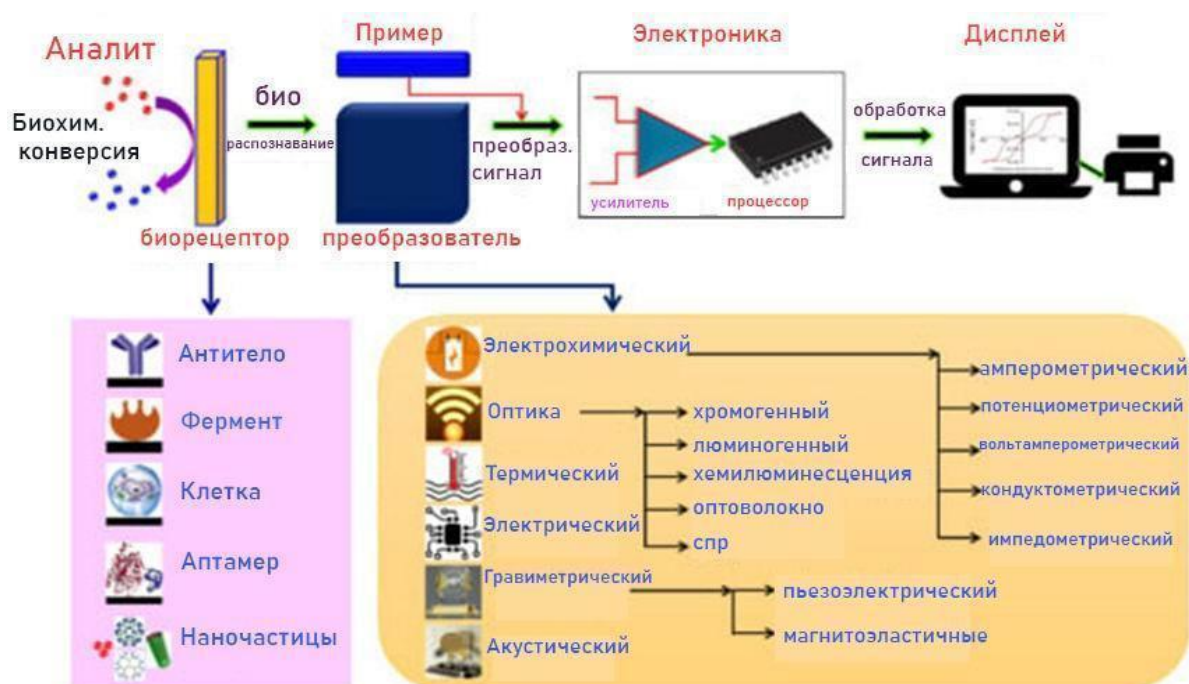 Аналит
Пример
Электроника
Дисплей
Биохим.
конверсия
био
распознавание
преобраз.
сигнал
усилитель
процессор
обработка
сигнала
биорецептор
преобразователь
Антитело
Фермент
Клетка
Аптамер
Наночастицы
Электрохимический
Оптика
Термический
Электрический
Гравиметрический
Акустический
хромогенный
люминогенный
хемилюминесценция
оптоволокно
спр
пьезоэлектрический
магнитоэластичные
амперометрический
потенциометрический
вольтамперометрический
кондуктометрический
импедометрический